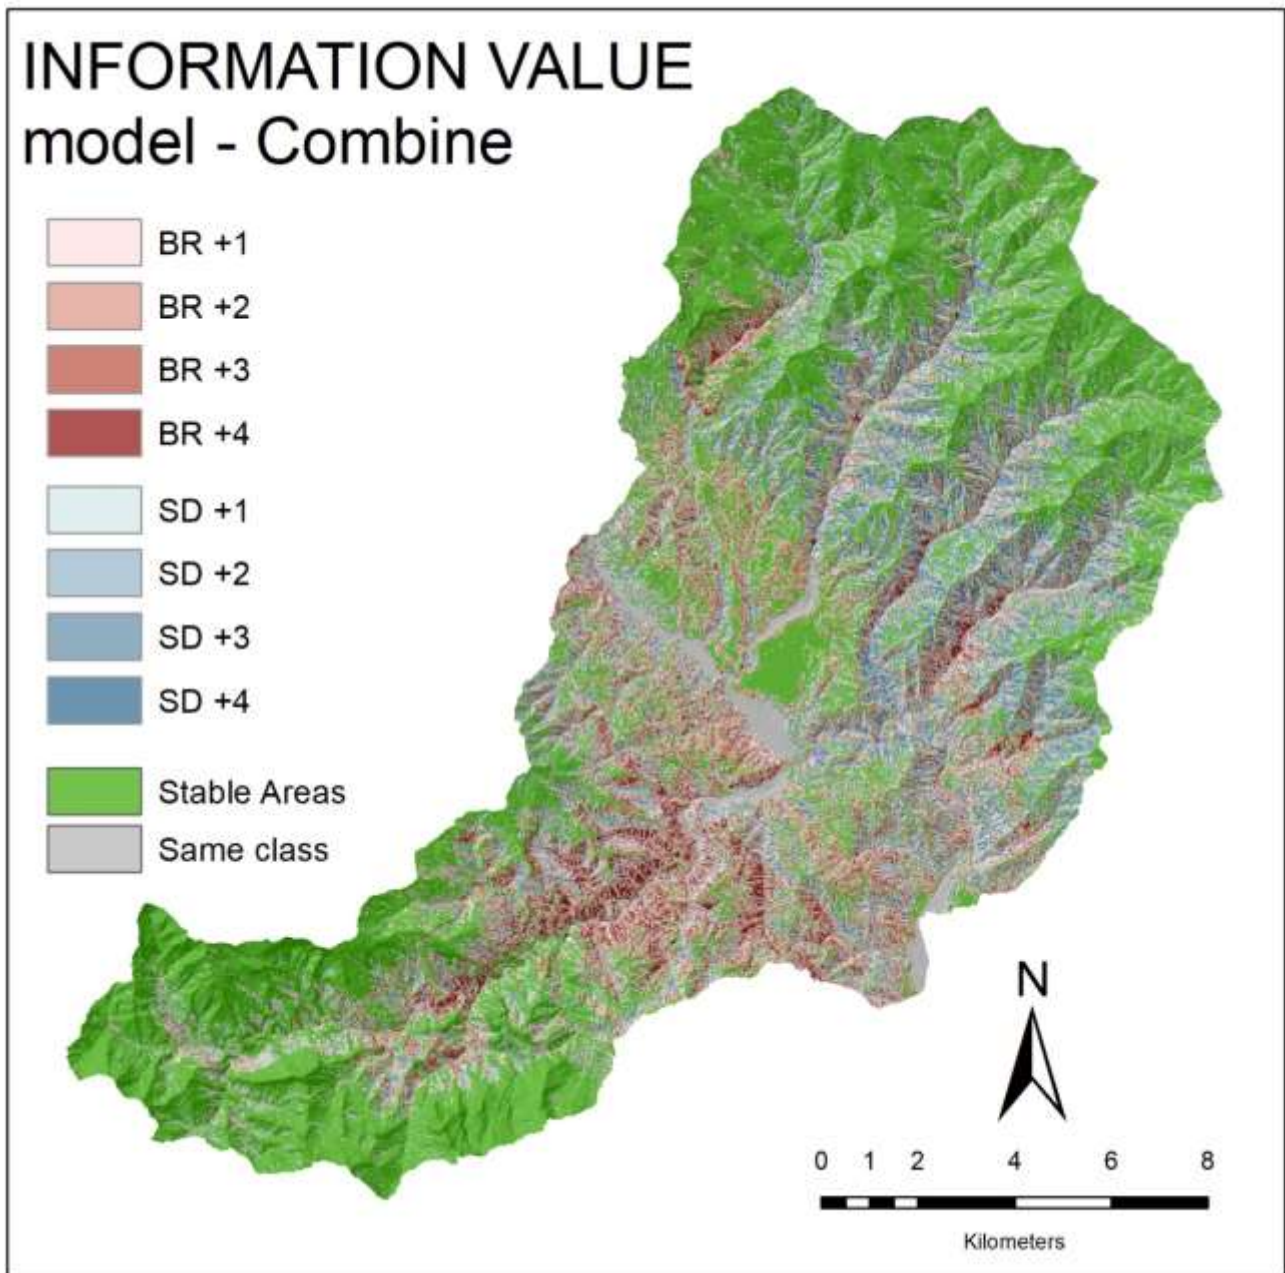 INFORMATION VALUE
model - Combine
BR +1
BR +2
BR +3
BR +4
SD +1
SD +2
SD +3
SD +4
Stable Areas
Same class
N
0 1 2 4 6 8
Kilometers